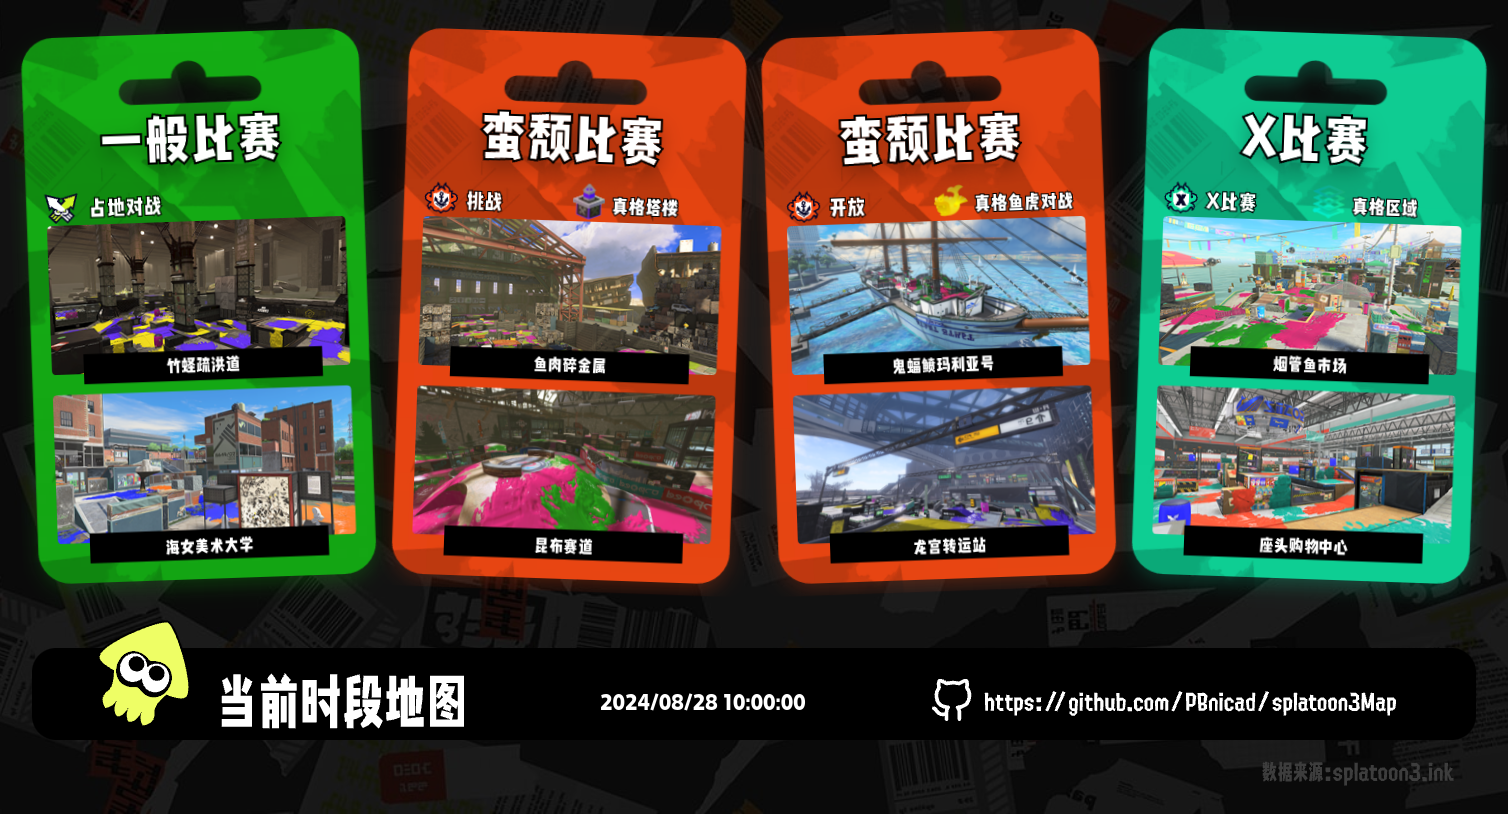 一般比赛
占地对战
竹蛏疏洪道
海女美术大学
蛮颓比赛
挑战
真格塔楼
鱼肉碎金属
昆布赛道
蛮颓比赛
开放
真格鱼虎对战
鬼蝠鲼玛利亚号
龙宫转运站
X比赛
X比赛
真格区域
烟管鱼市场
座头购物中心
当前时段地图
2024/08/28 10:00:00
https://github.com/PBnicad/splatoon3Map
数据来源:splatoon3.ink